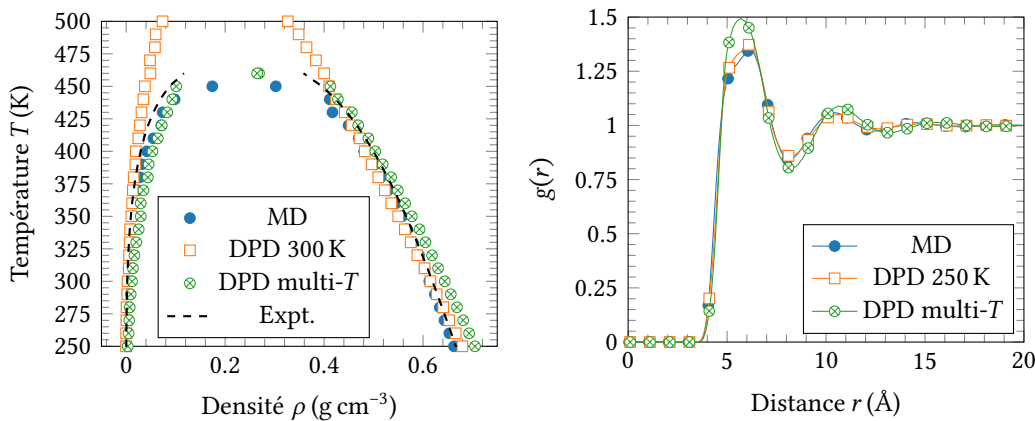 500
475
450
425
400
375
350
325
300
275
250
Température T (K)
MD
DPD 300 K
DPD multi-T
Expt.
0
0.2
0.4
0.6
Densité ρ (g cm⁻³)
1.5
1.25
1
0.75
0.5
0.25
0
g(r)
MD
DPD 250 K
DPD multi-T
0
5
10
15
20
Distance r (Å)